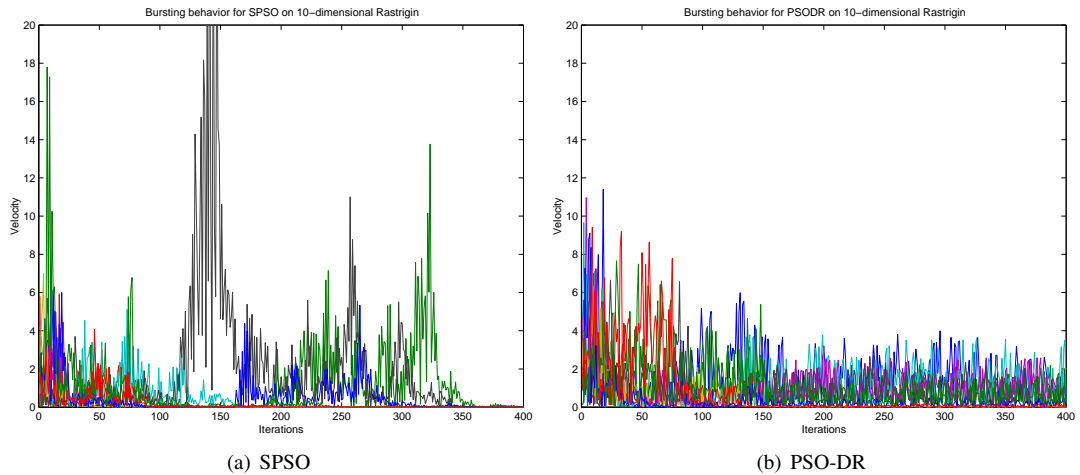 Bursting behavior for SPSO on 10−dimensional Rastrigin
20
18
16
14
12
10
8
6
4
2
0
Velocity
0 50 100 150 200 250 300 350 400
Iterations
(a) SPSO
Bursting behavior for PSODR on 10−dimensional Rastrigin
20
18
16
14
12
10
8
6
4
2
0
Velocity
0 50 100 150 200 250 300 350 400
Iterations
(b) PSO-DR